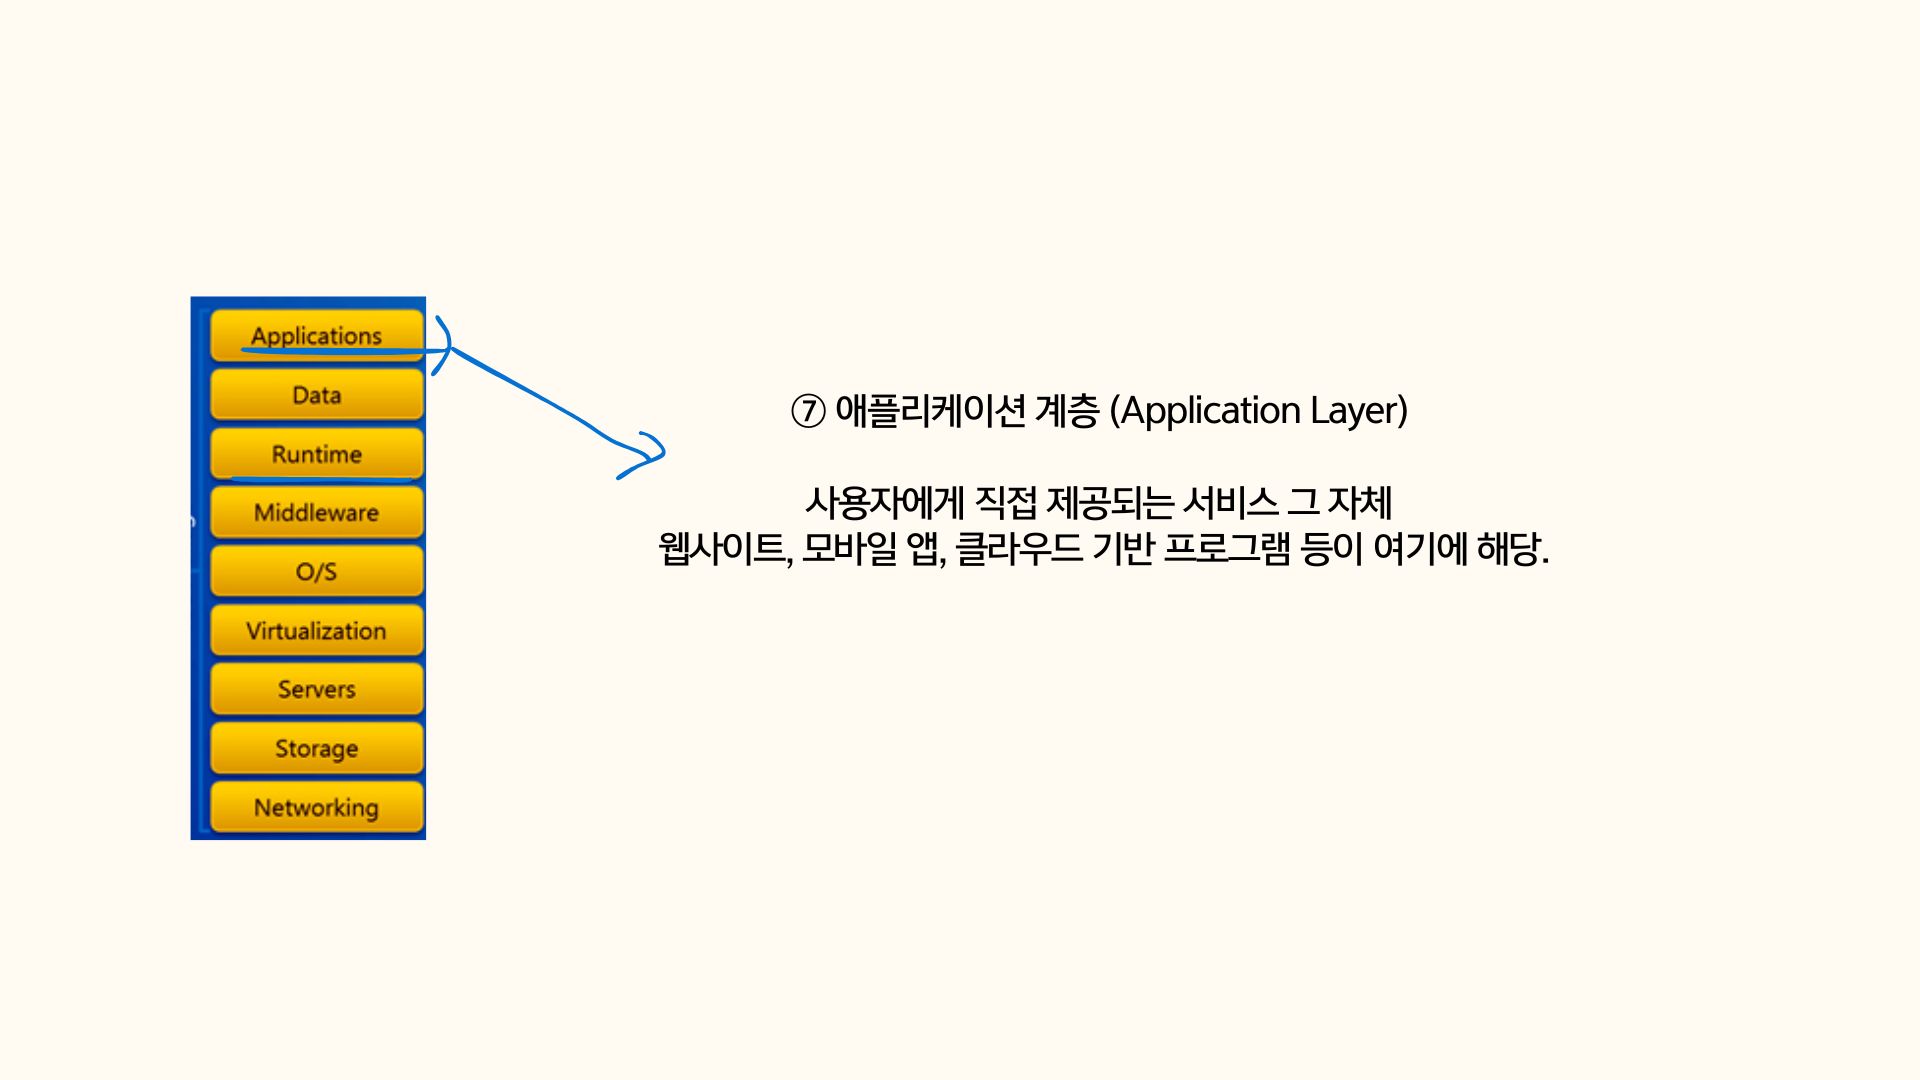 Applications
Data
Runtime
Middleware
O/S
Virtualization
Servers
Storage
Networking
⑦ 애플리케이션 계층 (Application Layer)
사용자에게 직접 제공되는 서비스 그 자체
웹사이트, 모바일 앱, 클라우드 기반 프로그램 등이 여기에 해당.